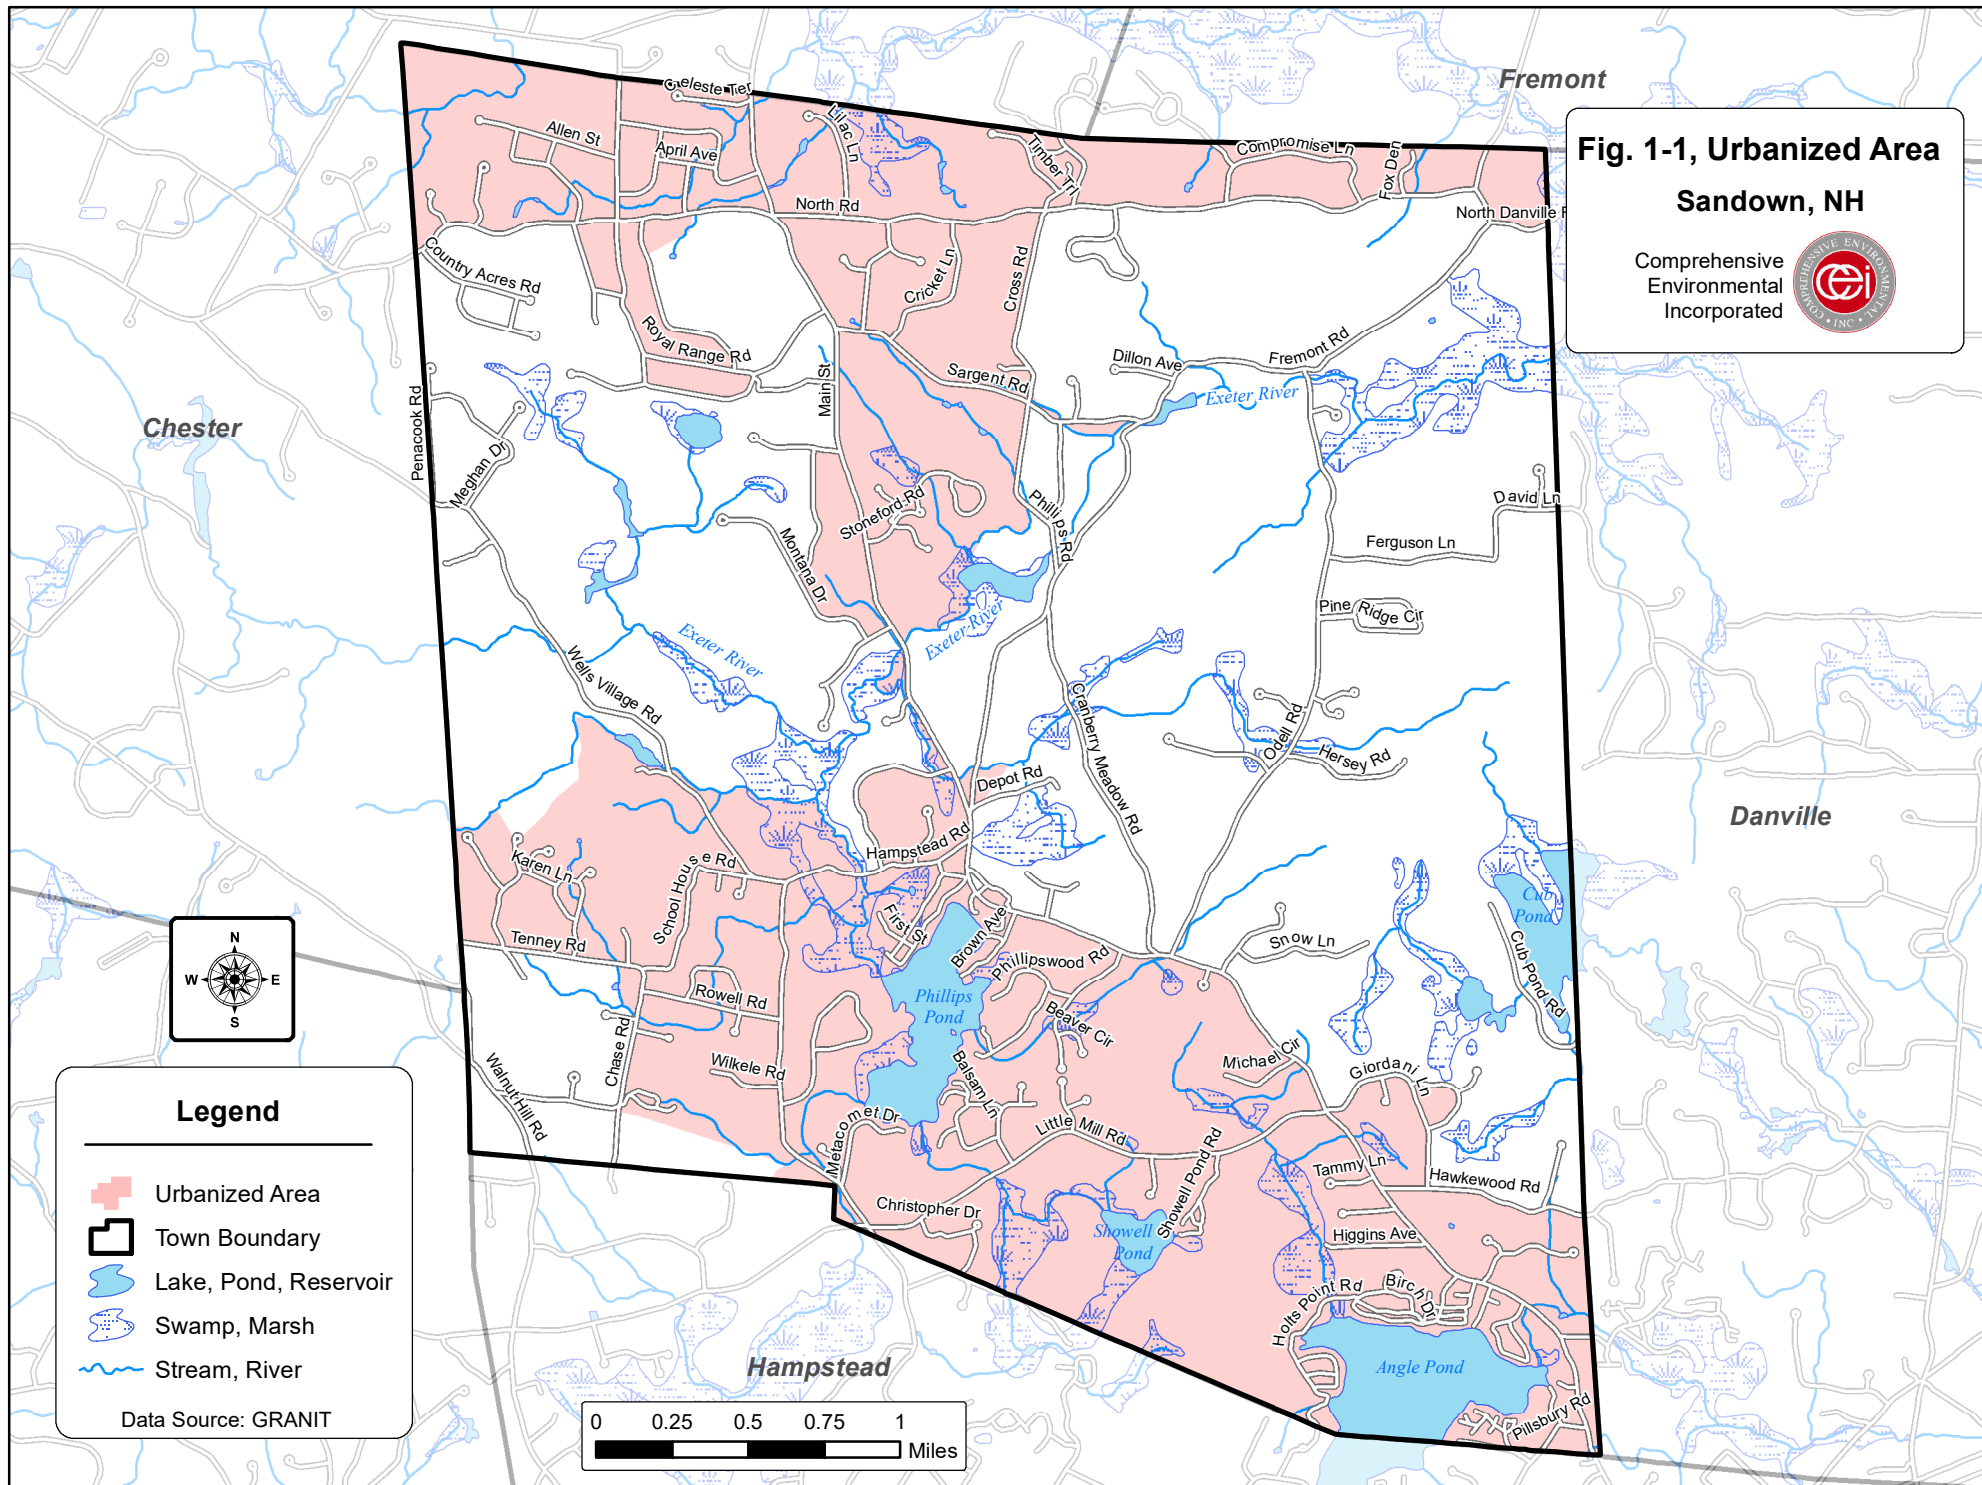 Fremont
Fig. 1-1, Urbanized Area
Sandown, NH
Comprehensive
Environmental
Incorporated
COMPREHENSIVE ENVIRONMENTAL
• INC •
cei
Celeste Ter
Lilac Ln
Allen St
April Ave
Timber Trl
Compromise Ln
Fox Den
North Rd
North Danville R
Country Acres Rd
Cricket Ln
Cross Rd
Royal Range Rd
Main St
Sargent Rd
Dillon Ave
Fremont Rd
Exeter River
Penacook Rd
Chester
Meghan Dr
Stoneford Rd
Phillips Rd
David Ln
Ferguson Ln
Montana Dr
Pine Ridge Cir
Exeter River
Exeter River
Wells Village Rd
Cranberry Meadow Rd
Odell Rd
Hersey Rd
Depot Rd
Danville
Hampstead Rd
School House Rd
Karen Ln
Cub
Pond
First St
Brown Ave
Snow Ln
Tenney Rd
Phillipswood Rd
Cub Pond Rd
N
W
E
S
Rowell Rd
Phillips
Pond
Beaver Cir
Chase Rd
Wilkele Rd
Balsam Ln
Michael Cir
Giordani Ln
Walnut Hill Rd
Metacomet Dr
Little Mill Rd
Showell Pond Rd
Tammy Ln
Hawkewood Rd
Christopher Dr
Showell
Pond
Higgins Ave
Holts Point Rd
Birch Dr
Angle Pond
Pillsbury Rd
Hampstead
Legend
Urbanized Area
Town Boundary
Lake, Pond, Reservoir
Swamp, Marsh
Stream, River
Data Source: GRANIT
0 0.25 0.5 0.75 1
Miles